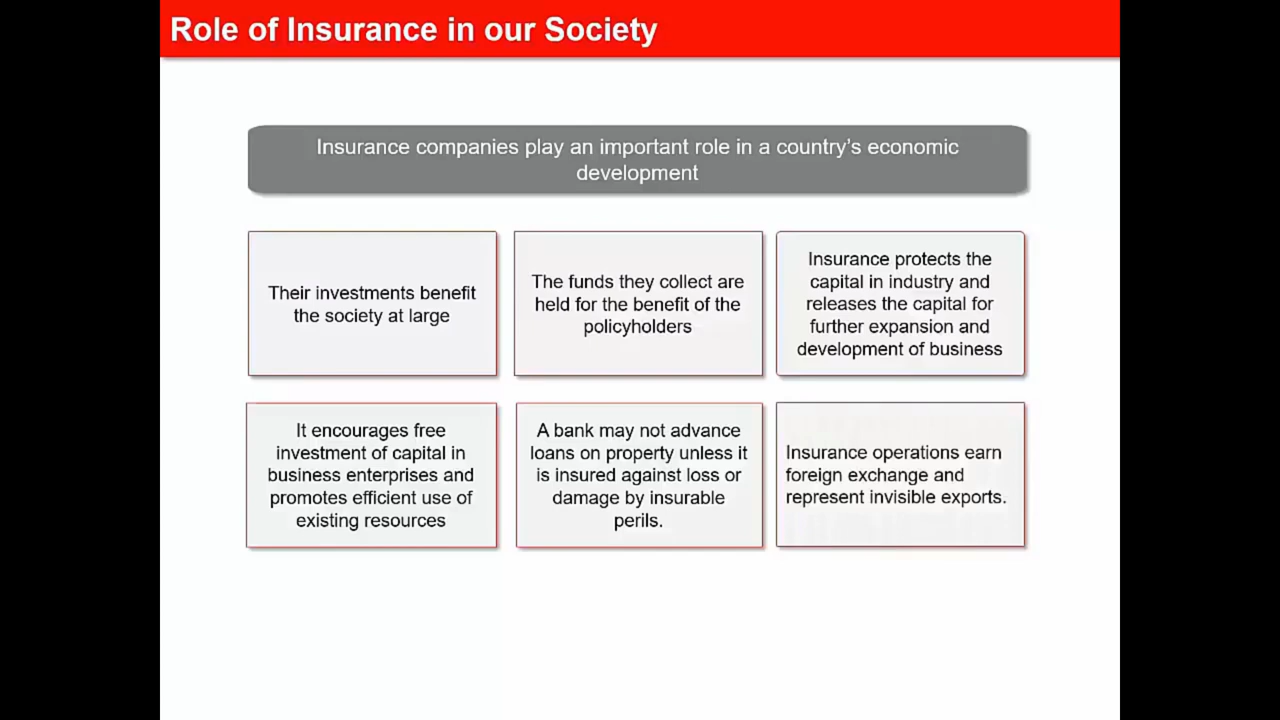 Role of Insurance in our Society
Insurance companies play an important role in a country’s economic
development
Their investments benefit
the society at large
The funds they collect are
held for the benefit of the
policyholders
Insurance protects the
capital in industry and
releases the capital for
further expansion and
development of business
It encourages free
investment of capital in
business enterprises and
promotes efficient use of
existing resources
A bank may not advance
loans on property unless it
is insured against loss or
damage by insurable
perils.
Insurance operations earn
foreign exchange and
represent invisible exports.